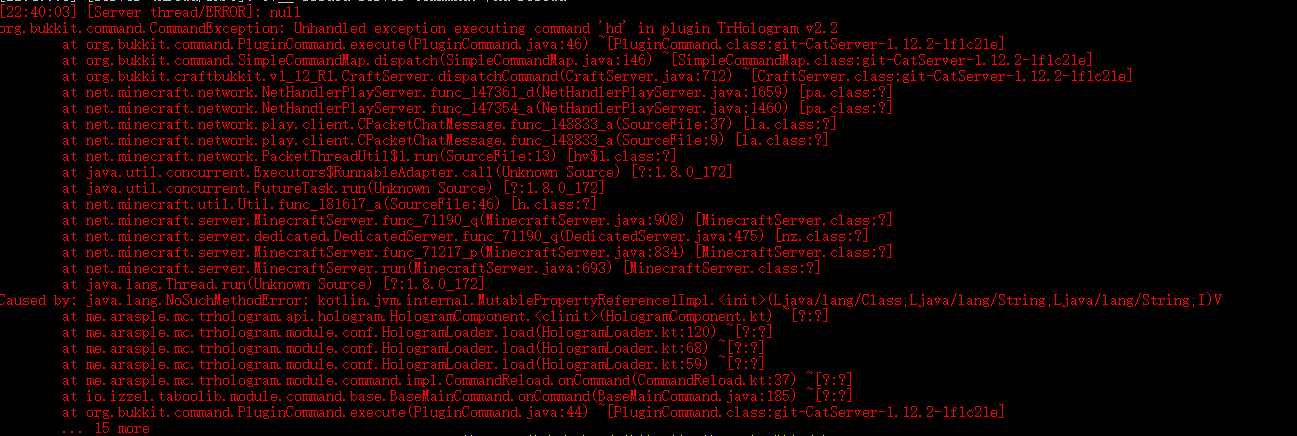 [22:40:03] [Server thread/ERROR]: null
org.bukkit.command.CommandException: Unhandled exception executing command 'hd' in plugin TrHologram v2.2
at org.bukkit.command.PluginCommand.execute(PluginCommand.java:46) ~[PluginCommand.class:git-CatServer-1.12.2-1f1c21e]
at org.bukkit.command.SimpleCommandMap.dispatch(SimpleCommandMap.java:146) ~[SimpleCommandMap.class:git-CatServer-1.12.2-1f1c21e]
at org.bukkit.craftbukkit.v1_12_R1.CraftServer.dispatchCommand(CraftServer.java:712) ~[CraftServer.class:git-CatServer-1.12.2-1f1c21e]
at net.minecraft.network.NetHandlerPlayServer.func_147361_d(NetHandlerPlayServer.java:1659) [pa.class:?]
at net.minecraft.network.NetHandlerPlayServer.func_147354_a(NetHandlerPlayServer.java:1460) [pa.class:?]
at net.minecraft.network.play.client.CPacketChatMessage.func_148833_a(SourceFile:37) [la.class:?]
at net.minecraft.network.play.client.CPacketChatMessage.func_148833_a(SourceFile:9) [la.class:?]
at net.minecraft.network.PacketThreadUtil$1.run(SourceFile:13) [hv$1.class:?]
at java.util.concurrent.Executors$RunnableAdapter.call(Unknown Source) [?:1.8.0_172]
at java.util.concurrent.FutureTask.run(Unknown Source) [?:1.8.0_172]
at net.minecraft.util.Util.func_181617_a(SourceFile:46) [h.class:?]
at net.minecraft.server.MinecraftServer.func_71190_q(MinecraftServer.java:908) [MinecraftServer.class:?]
at net.minecraft.server.dedicated.DedicatedServer.func_71190_q(DedicatedServer.java:475) [nz.class:?]
at net.minecraft.server.MinecraftServer.func_71217_p(MinecraftServer.java:834) [MinecraftServer.class:?]
at net.minecraft.server.MinecraftServer.run(MinecraftServer.java:693) [MinecraftServer.class:?]
at java.lang.Thread.run(Unknown Source) [?:1.8.0_172]
Caused by: java.lang.NoSuchMethodError: kotlin.jvm.internal.MutablePropertyReference1Impl.<init>(Ljava/lang/Class;Ljava/lang/String;Ljava/lang/String;I)V
at me.arasple.mc.trhologram.api.hologram.HologramComponent.<clinit>(HologramComponent.kt) ~[?:?]
at me.arasple.mc.trhologram.module.conf.HologramLoader.load(HologramLoader.kt:120) ~[?:?]
at me.arasple.mc.trhologram.module.conf.HologramLoader.load(HologramLoader.kt:68) ~[?:?]
at me.arasple.mc.trhologram.module.conf.HologramLoader.load(HologramLoader.kt:59) ~[?:?]
at me.arasple.mc.trhologram.module.command.impl.CommandReload.onCommand(CommandReload.kt:37) ~[?:?]
at io.izzel.taboolib.module.command.base.BaseMainCommand.onCommand(BaseMainCommand.java:185) ~[?:?]
at org.bukkit.command.PluginCommand.execute(PluginCommand.java:44) ~[PluginCommand.class:git-CatServer-1.12.2-1f1c21e]
... 15 more